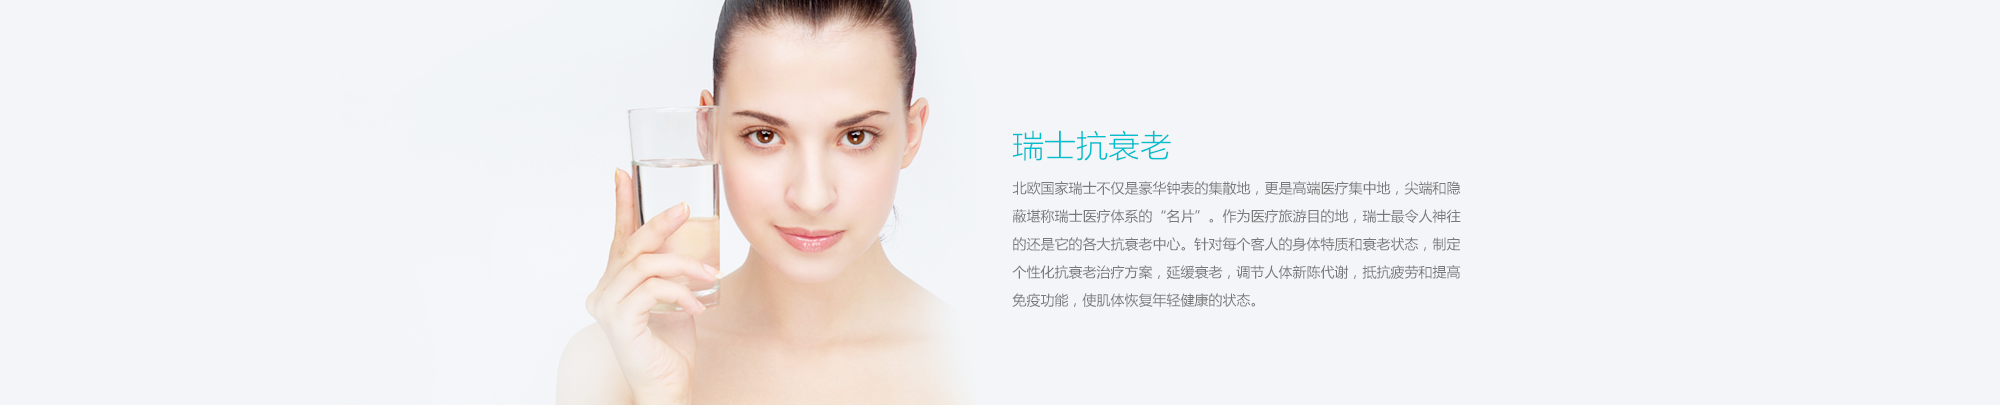 瑞士抗衰老
北欧国家瑞士不仅是豪华钟表的集散地，更是高端医疗集中地，尖端和隐
蔽堪称瑞士医疗体系的“名片”。作为医疗旅游目的地，瑞士最令人神往
的还是它的各大抗衰老中心。针对每个客人的身体特质和衰老状态，制定
个性化抗衰老治疗方案，延缓衰老，调节人体新陈代谢，抵抗疲劳和提高
免疫功能，使肌体恢复年轻健康的状态。